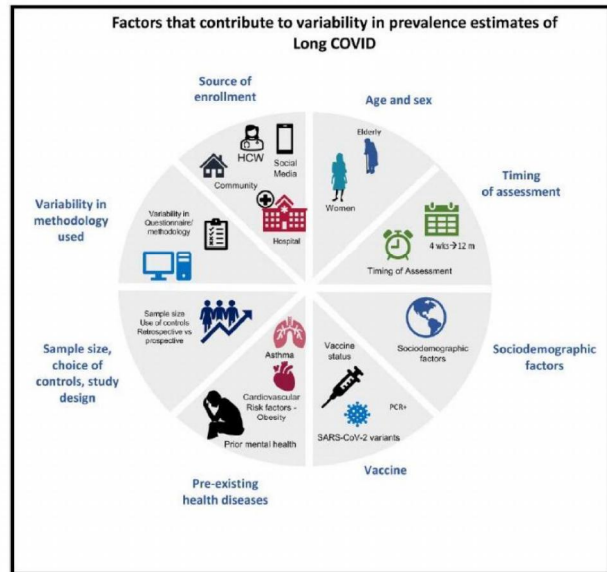 Factors that contribute to variability in prevalence estimates of
Long COVID
Source of
enrollment
HCW
Social
Media
Community
Hospital
Age and sex
Elderly
Women
Timing
of assessment
4 wks→12 m
Timing of Assessment
Sociodemographic
factors
Sociodemographic
factors
Vaccine
status
PCR+
SARS-CoV-2 variants
Vaccine
Asthma
Cardiovascular
Risk factors -
Obesity
Prior mental health
Pre-existing
health diseases
Sample size
Use of controls
Retrospective vs
prospective
Sample size,
choice of
controls, study
design
Variability in
Questionnaire/
methodology
Variability in
methodology
used